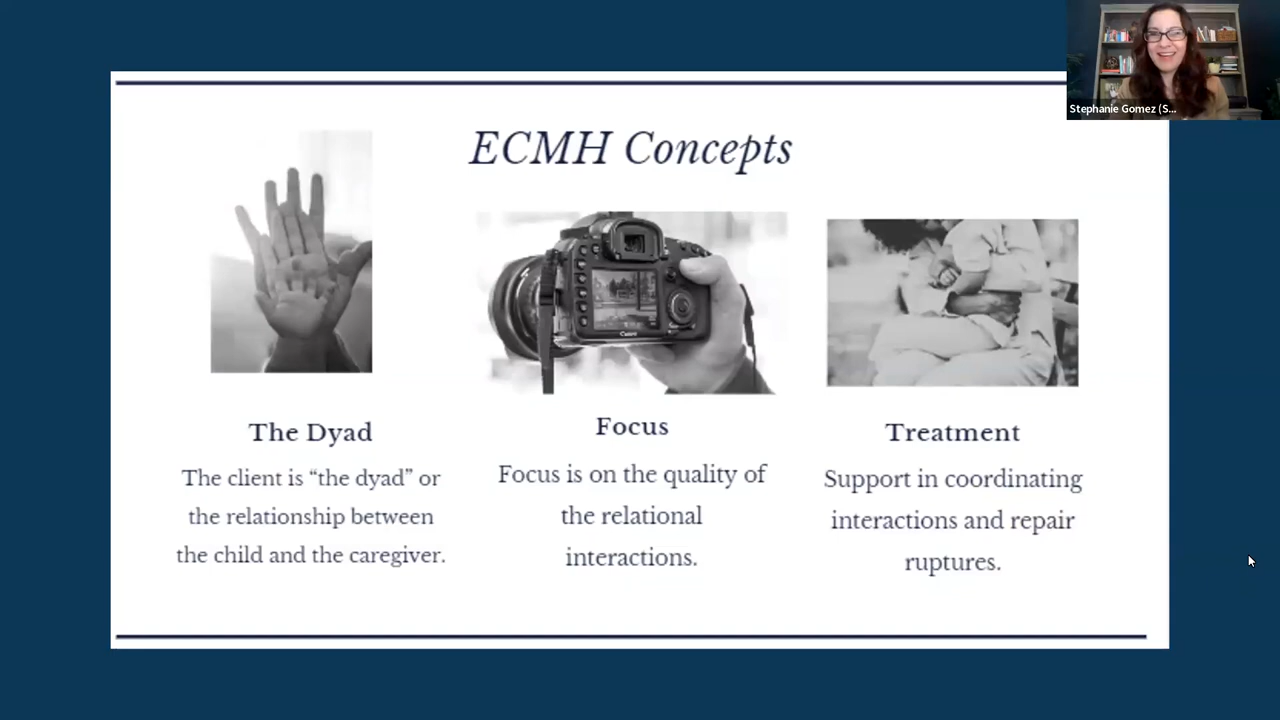 Stephanie Gomez (S...
ECMH Concepts
Canon
The Dyad
The client is “the dyad” or
the relationship between
the child and the caregiver.
Focus
Focus is on the quality of
the relational
interactions.
Treatment
Support in coordinating
interactions and repair
ruptures.